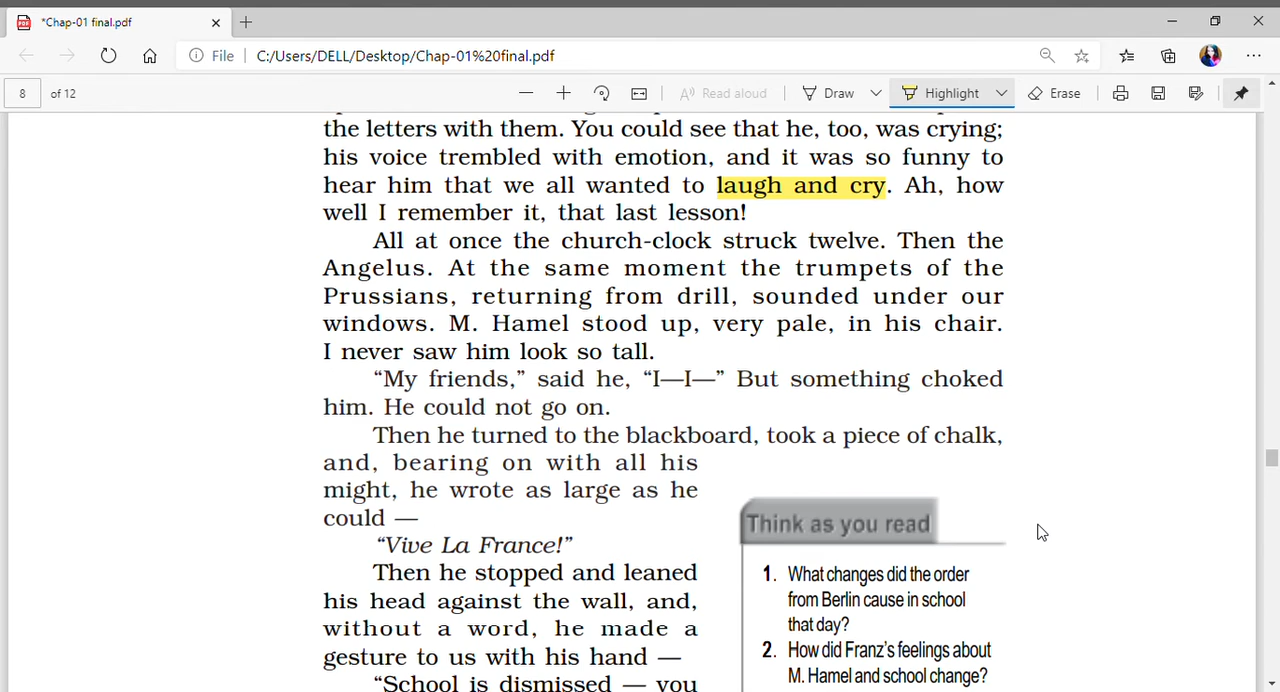 *Chap-01 final.pdf
File
C:/Users/DELL/Desktop/Chap-01%20final.pdf
8 of 12
Read aloud
Draw
Highlight
Erase
the letters with them. You could see that he, too, was crying;
his voice trembled with emotion, and it was so funny to
hear him that we all wanted to laugh and cry. Ah, how
well I remember it, that last lesson!
All at once the church-clock struck twelve. Then the
Angelus. At the same moment the trumpets of the
Prussians, returning from drill, sounded under our
windows. M. Hamel stood up, very pale, in his chair.
I never saw him look so tall.
“My friends,” said he, “I—I—” But something choked
him. He could not go on.
Then he turned to the blackboard, took a piece of chalk,
and, bearing on with all his
might, he wrote as large as he
could —
“Vive La France!”
Then he stopped and leaned
his head against the wall, and,
without a word, he made a
gesture to us with his hand —
“School is dismissed — you
Think as you read
1. What changes did the order
from Berlin cause in school
that day?
2. How did Franz’s feelings about
M. Hamel and school change?